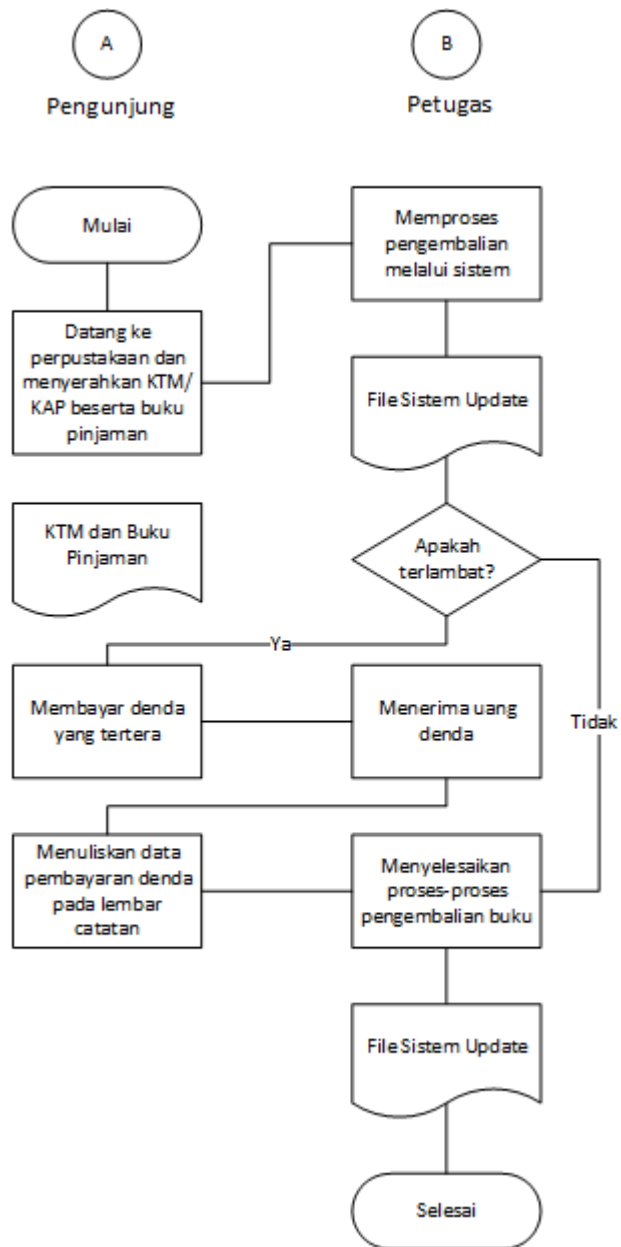 A
B
Pengunjung
Petugas
Mulai
Memproses
pengembalian
melalui sistem
Datang ke
perpustakaan dan
menyerahkan KTM/
KAP beserta buku
pinjaman
File Sistem Update
KTM dan Buku
Pinjaman
Apakah
terlambat?
Ya
Membayar denda
yang tertera
Menerima uang
denda
Tidak
Menuliskan data
pembayaran denda
pada lembar
catatan
Menyelesaikan
proses-proses
pengembalian buku
File Sistem Update
Selesai